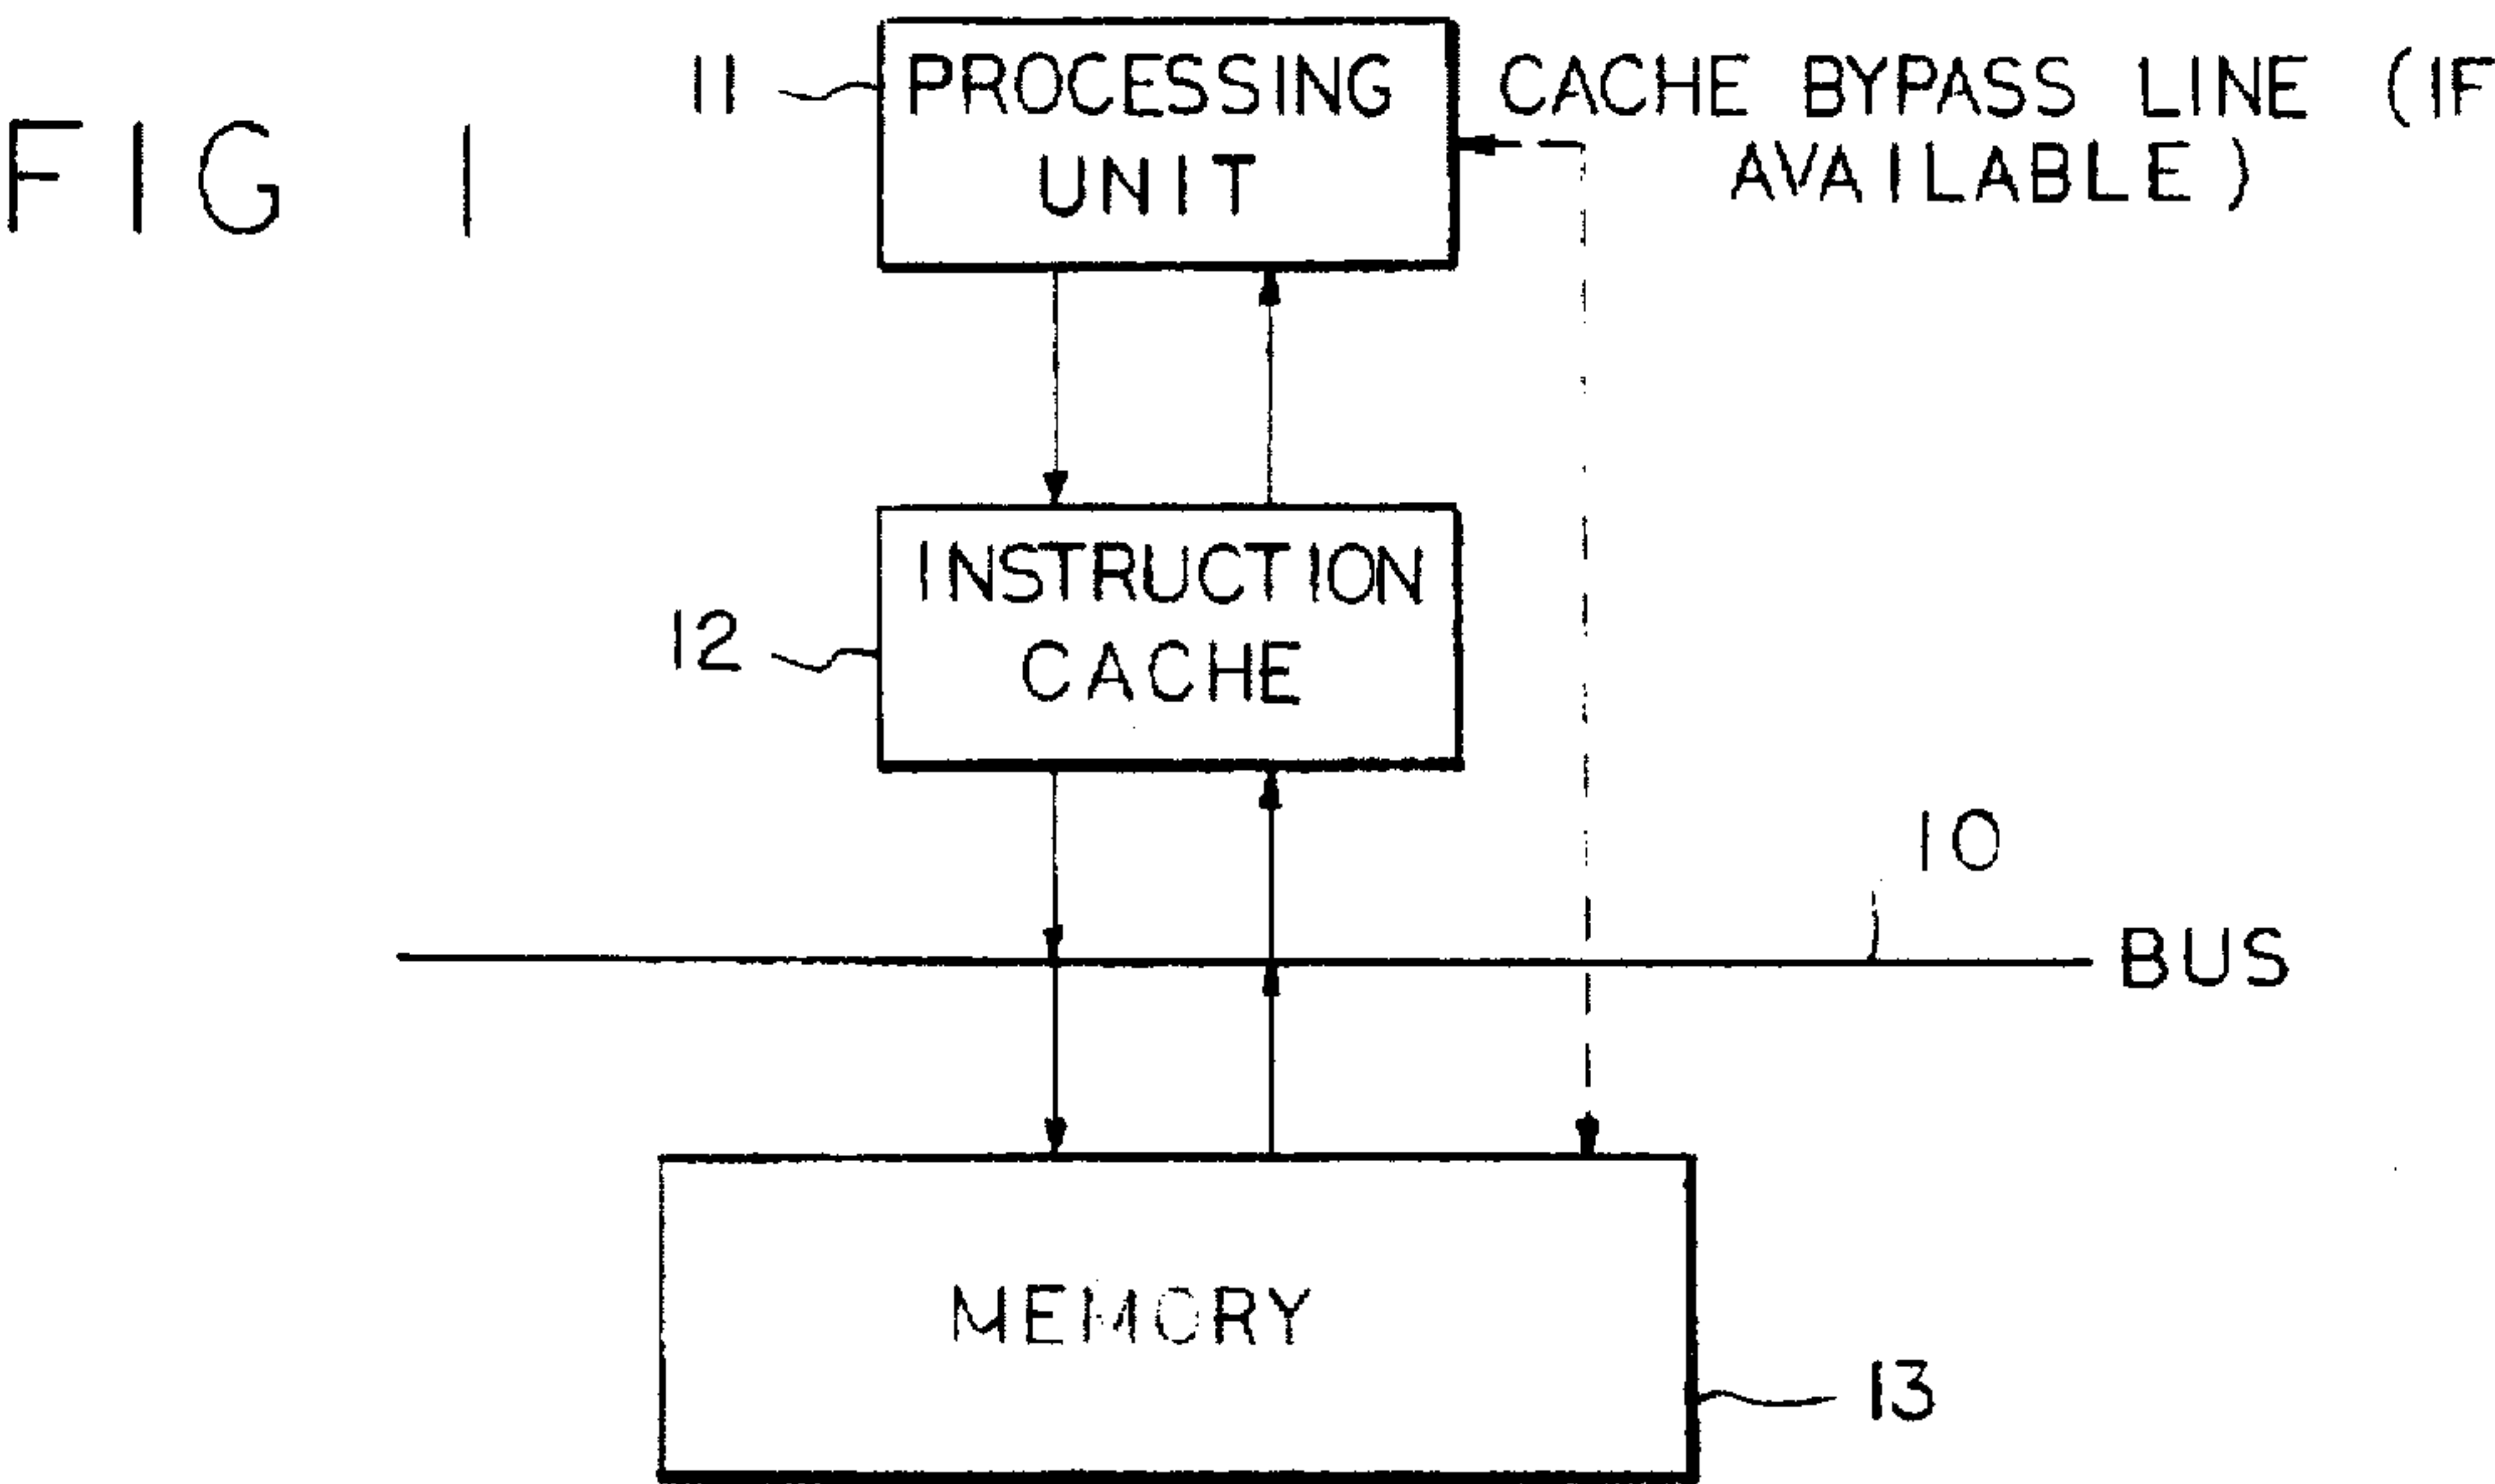 FIG 1
11
PROCESSING
UNIT
CACHE BYPASS LINE (IF
AVAILABLE)
12
INSTRUCTION
CACHE
10
BUS
MEMORY
13